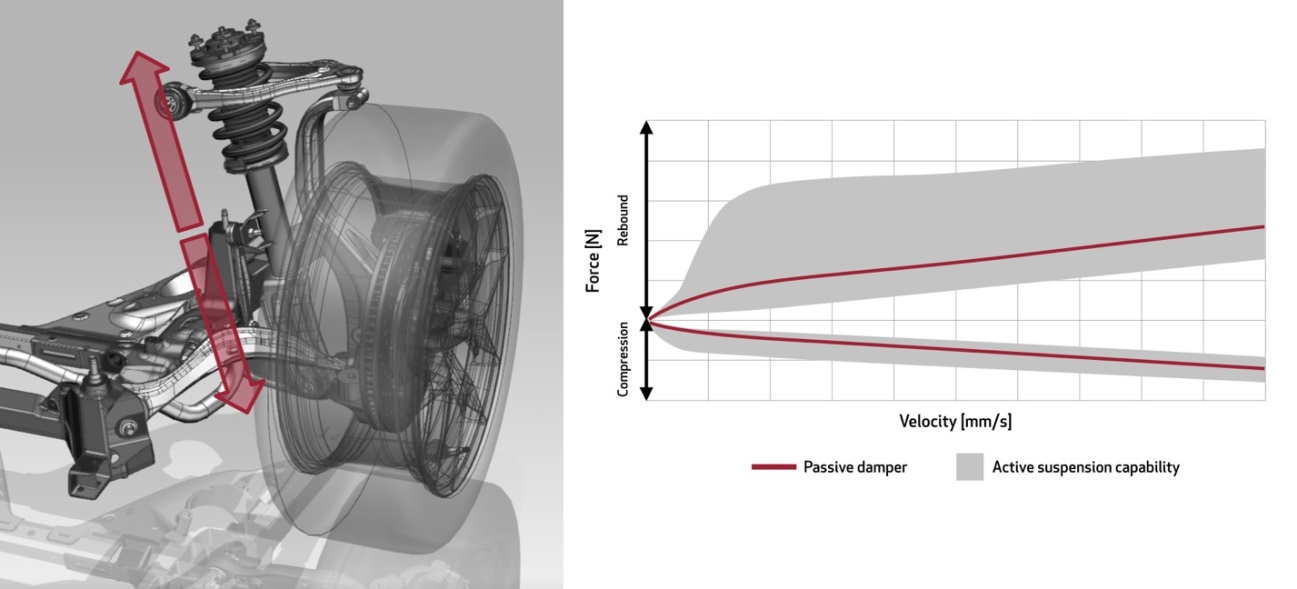 Force [N]
Rebound
Compression
Velocity [mm/s]
Passive damper
Active suspension capability